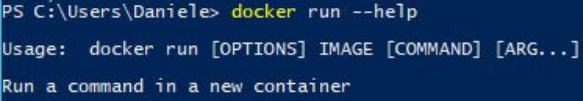 PS C:\Users\Daniele> docker run --help
Usage:  docker run [OPTIONS] IMAGE [COMMAND] [ARG...]
Run a command in a new container